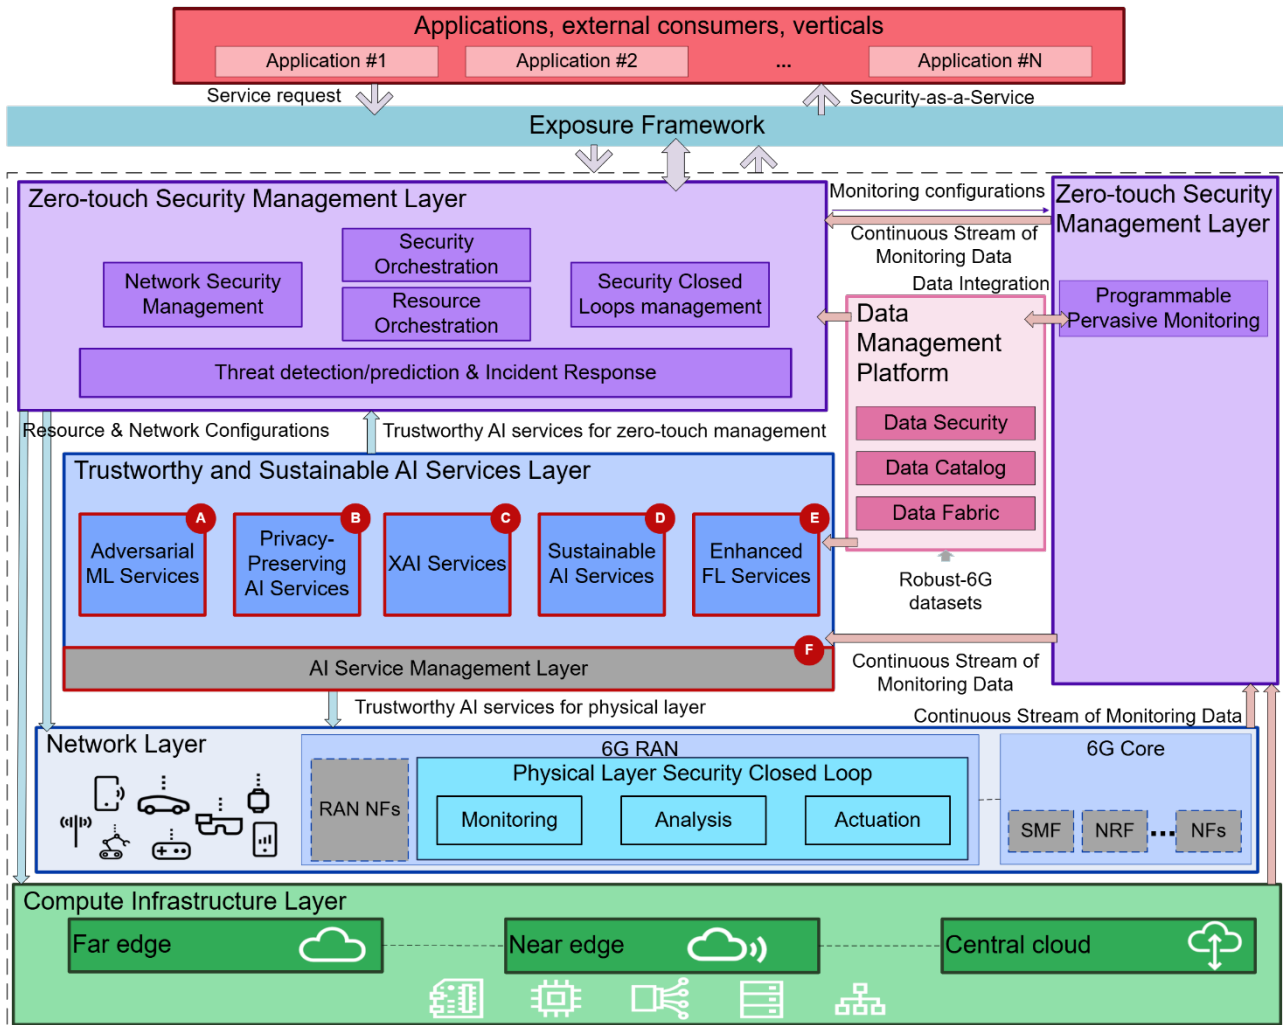 Applications, external consumers, verticals
Application #1
Application #2
...
Application #N
Service request
Security-as-a-Service
Exposure Framework
Zero-touch Security Management Layer
Security
Orchestration
Network Security
Management
Resource
Orchestration
Security Closed
Loops management
Threat detection/prediction & Incident Response
Monitoring configurations
Continuous Stream of
Monitoring Data
Data Integration
Zero-touch Security
Management Layer
Programmable
Pervasive Monitoring
Data
Management
Platform
Data Security
Data Catalog
Data Fabric
Robust-6G
datasets
Resource & Network Configurations
Trustworthy AI services for zero-touch management
Trustworthy and Sustainable AI Services Layer
A
Adversarial
ML Services
B
Privacy-
Preserving
AI Services
C
XAI Services
D
Sustainable
AI Services
E
Enhanced
FL Services
F
AI Service Management Layer
Continuous Stream of
Monitoring Data
Trustworthy AI services for physical layer
Continuous Stream of Monitoring Data
Network Layer
6G RAN
RAN NFs
Physical Layer Security Closed Loop
Monitoring
Analysis
Actuation
6G Core
SMF
NRF
...
NFs
Compute Infrastructure Layer
Far edge
Near edge
Central cloud